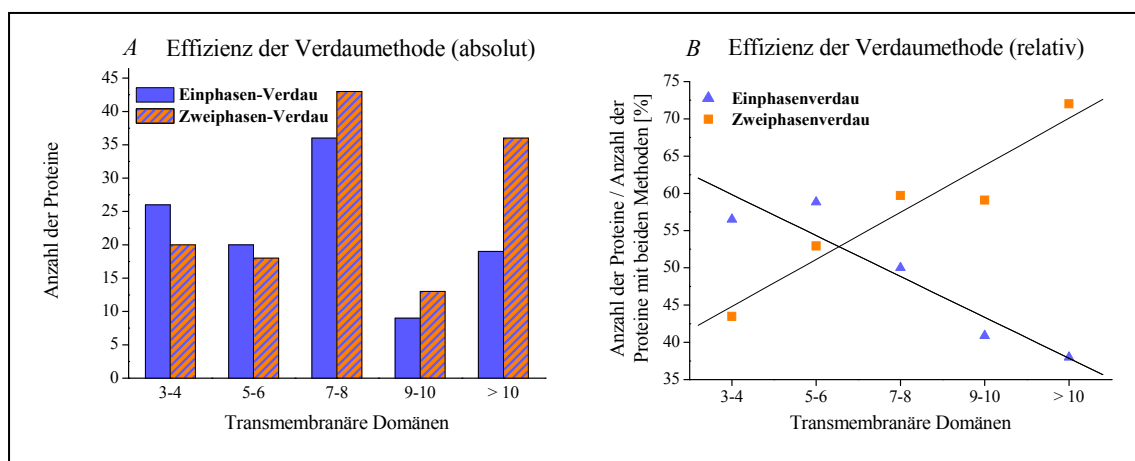 A Effizienz der Verdaumethode (absolut)
Einphasen-Verdau
Zweiphasen-Verdau
Anzahl der Proteine
45
40
35
30
25
20
15
10
5
0
3-4 5-6 7-8 9-10 > 10
Transmembranäre Domänen
B Effizienz der Verdaumethode (relativ)
Einphasenverdau
Zweiphasenverdau
Anzahl der Proteine / Anzahl der
Proteine mit beiden Methoden [%]
75
70
65
60
55
50
45
40
35
3-4 5-6 7-8 9-10 > 10
Transmembranäre Domänen